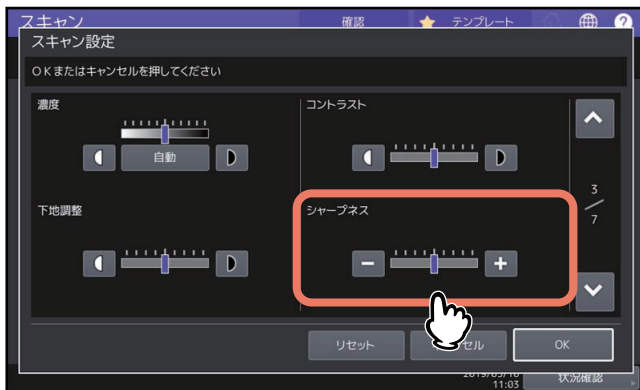 スキャン
確認
テンプレート
?
スキャン設定
OKまたはキャンセルを押してください
濃度
自動
コントラスト
下地調整
シャープネス
3
7
リセット
セル
OK
11:03
状況確認